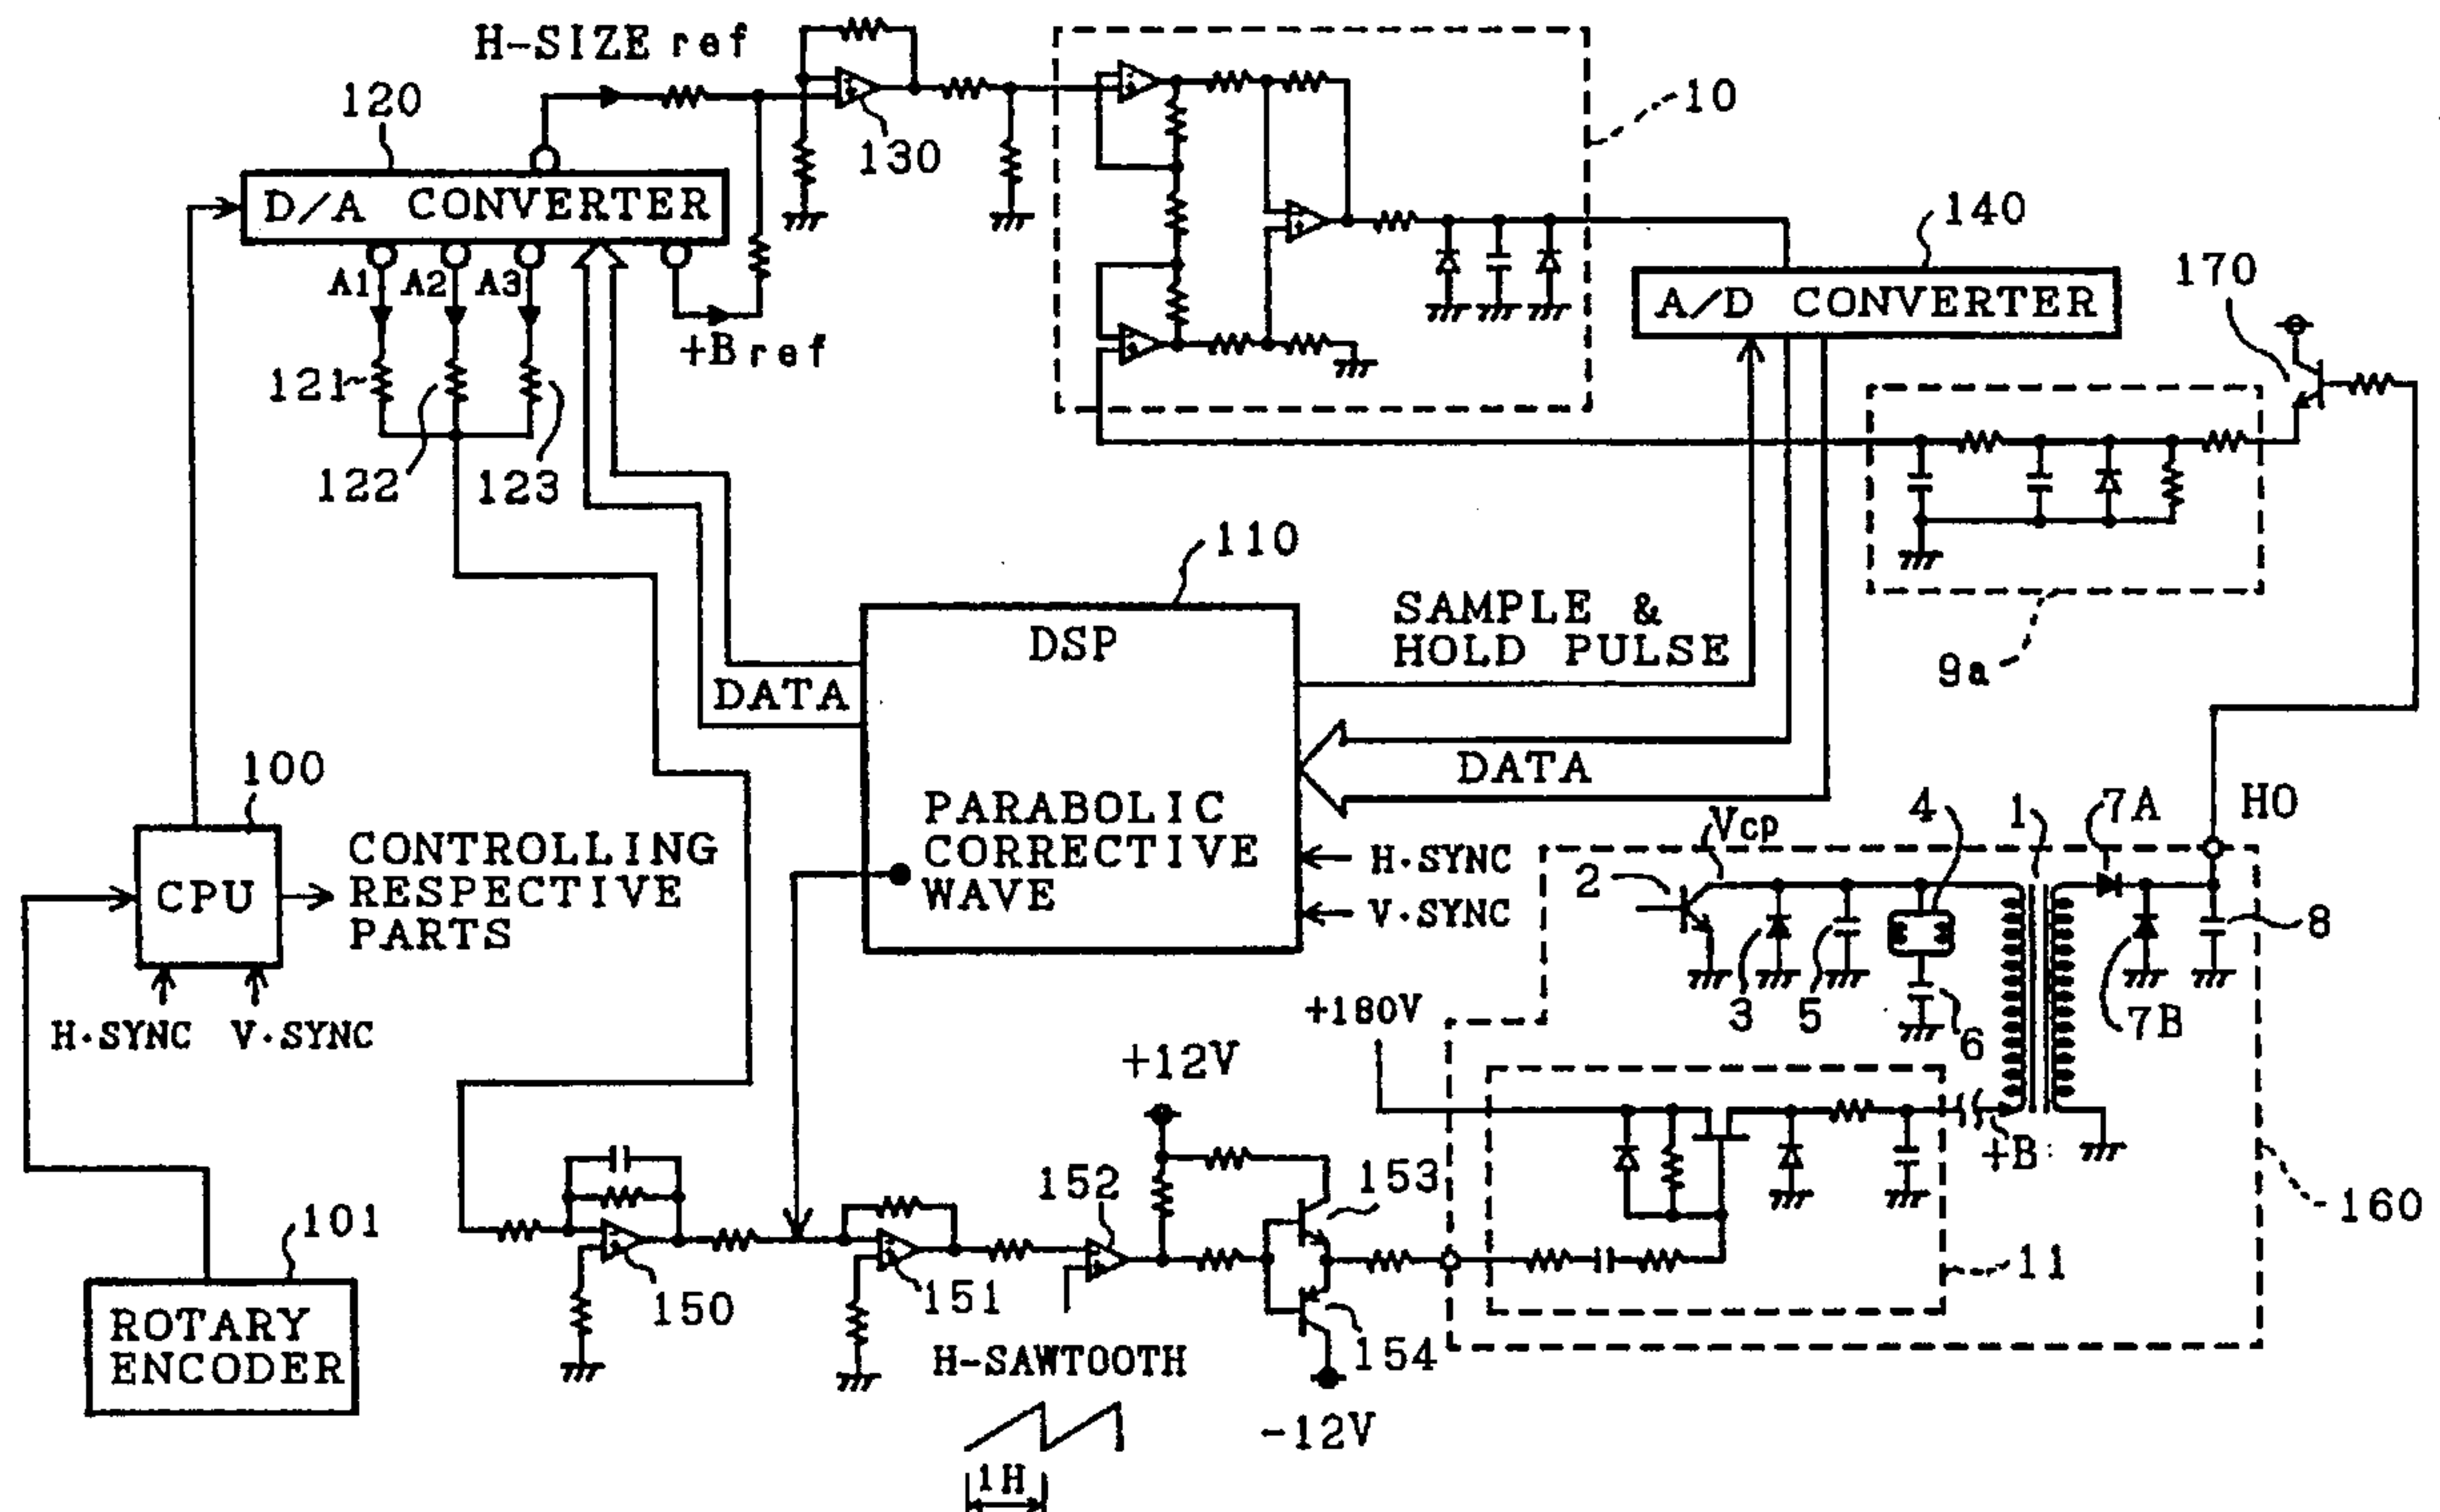 H-SIZE ref
120
130
10
D/A CONVERTER
140
A1 A2 A3
170
A/D CONVERTER
+B ref
121
122 123
110
DSP
SAMPLE &
HOLD PULSE
9a
DATA
100
DATA
4 1 7A HO
PARABOLIC
CORRECTIVE
WAVE
Vcp
CONTROLLING
RESPECTIVE
PARTS
H·SYNC
V·SYNC
CPU
2
8
3 5 6 7B
+180V
H·SYNC V·SYNC
+12V
+B
152 153
160
101
11
150 151
ROTARY
ENCODER
H-SAWTOOTH
154
-12V
1H